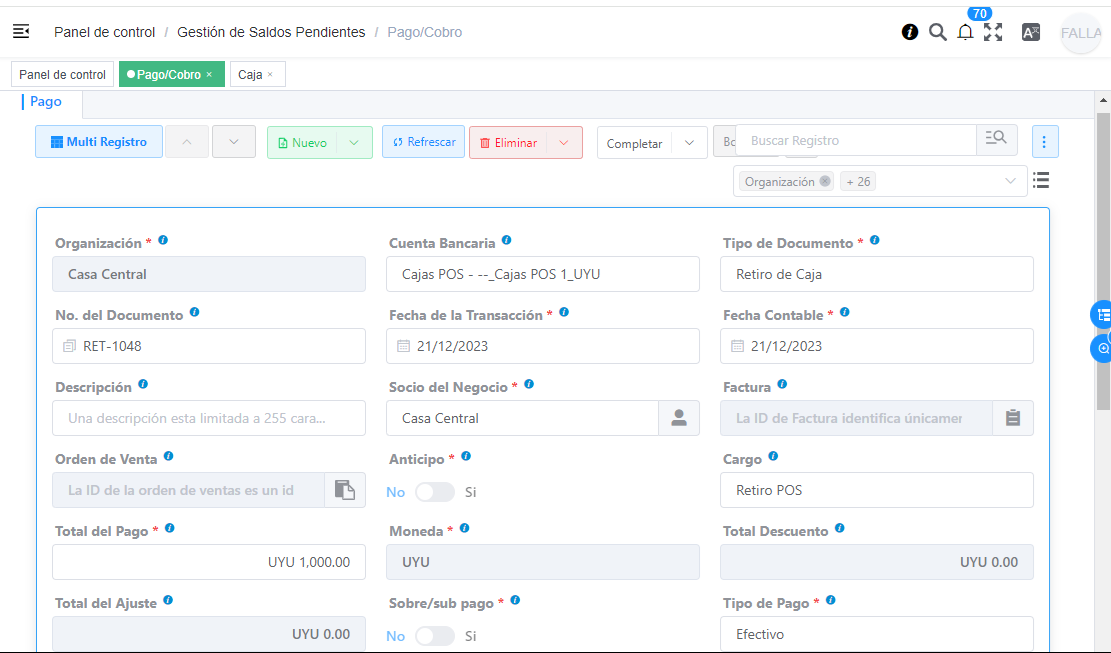 70
Panel de control / Gestión de Saldos Pendientes / Pago/Cobro
FALLA
Panel de control Pago/Cobro × Caja ×
Pago
Multi Registro Nuevo Refrescar Eliminar Completar Buscar Registro
Organización + 26
Organización * Cuenta Bancaria Tipo de Documento *
Casa Central Cajas POS - --_Cajas POS 1_UYU Retiro de Caja
No. del Documento Fecha de la Transacción * Fecha Contable *
RET-1048 21/12/2023 21/12/2023
Descripción Socio del Negocio * Factura
Una descripción esta limitada a 255 cara... Casa Central La ID de Factura identifica únicamer
Orden de Venta Anticipo * Cargo
La ID de la orden de ventas es un id No Si Retiro POS
Total del Pago * Moneda * Total Descuento
UYU 1,000.00 UYU UYU 0.00
Total del Ajuste Sobre/sub pago * Tipo de Pago *
UYU 0.00 No Si Efectivo